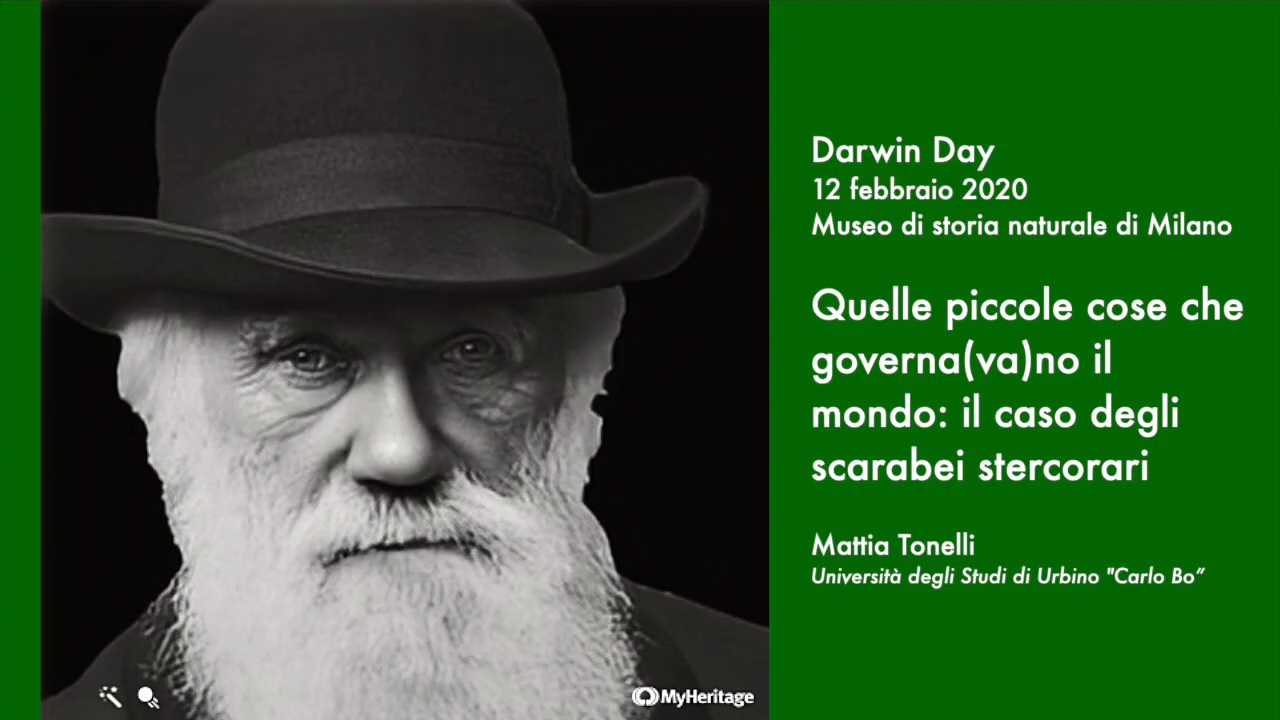 Darwin Day
12 febbraio 2020
Museo di storia naturale di Milano
Quelle piccole cose che
governa(va)no il
mondo: il caso degli
scarabei stercorari
Mattia Tonelli
Università degli Studi di Urbino "Carlo Bo“
MyHeritage